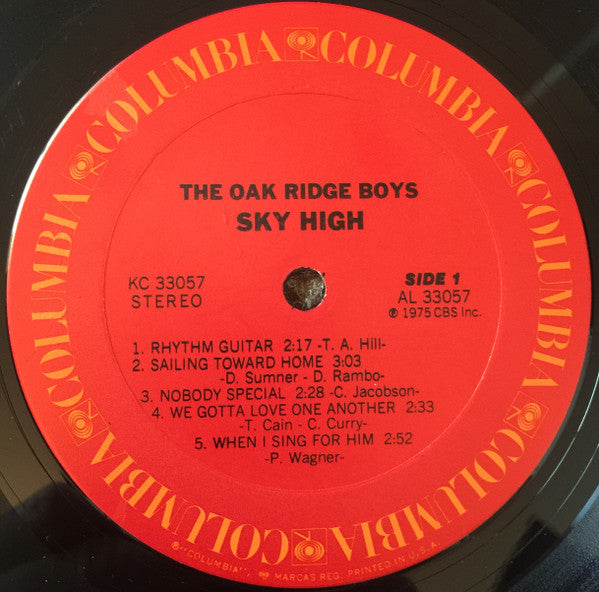 COLUMBIA COLUMBIA COLUMBIA COLUMBIA COLUMBIA COLUMBIA
THE OAK RIDGE BOYS
SKY HIGH
KC 33057
STEREO
SIDE 1
AL 33057
℗ 1975 CBS Inc.
1. RHYTHM GUITAR 2:17 -T. A. Hill-
2. SAILING TOWARD HOME 3:03
-D. Sumner - D. Rambo-
3. NOBODY SPECIAL 2:28 -C. Jacobson-
4. WE GOTTA LOVE ONE ANOTHER 2:33
-T. Cain - C. Curry-
5. WHEN I SING FOR HIM 2:52
-P. Wagner-
®"COLUMBIA", MARCAS REG. PRINTED IN U.S.A.